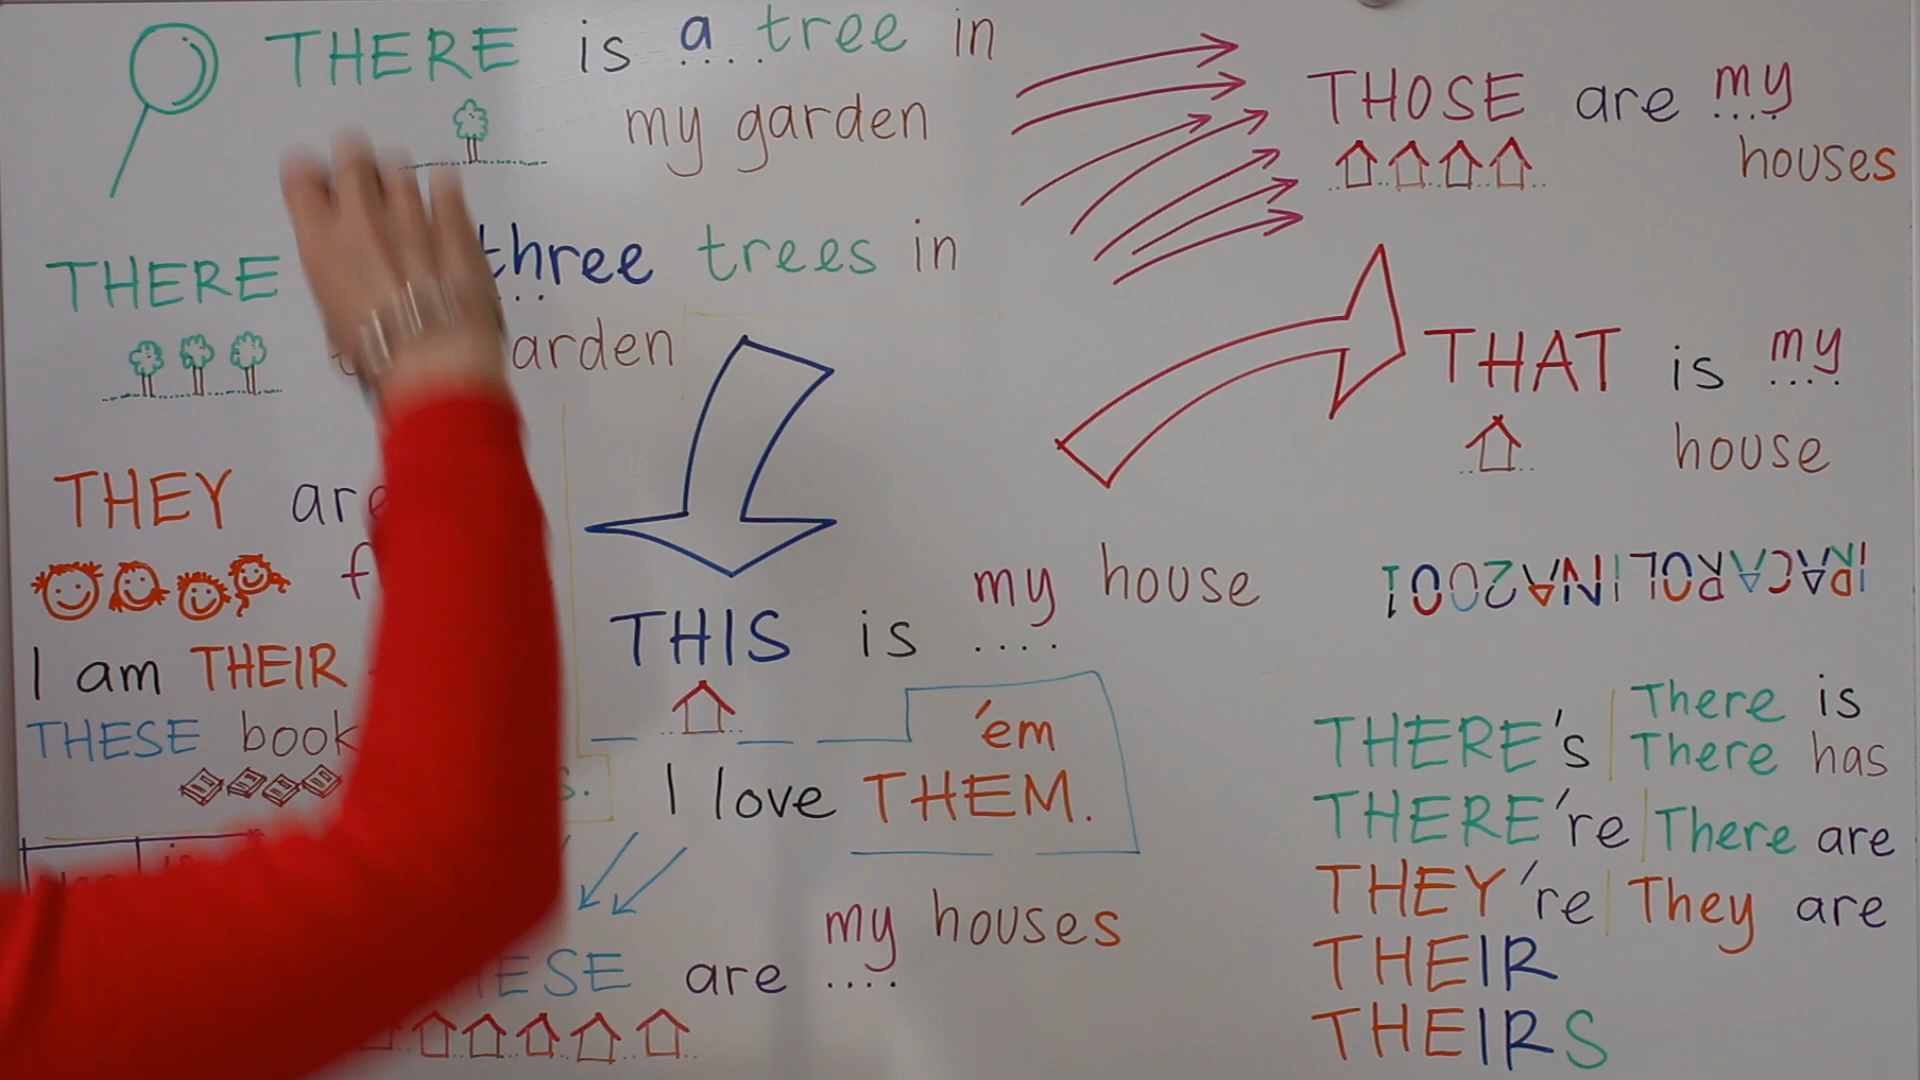 THERE is a tree in
my garden
THERE three trees in
arden
THEY are
I am THEIR
THESE book
THIS is my house
'em
I love THEM.
ESE are my houses
THOSE are my
houses
THAT is my
house
IRACAROLINA2001
THERE's There is
There has
THERE're There are
THEY're They are
THEIR
THEIRS